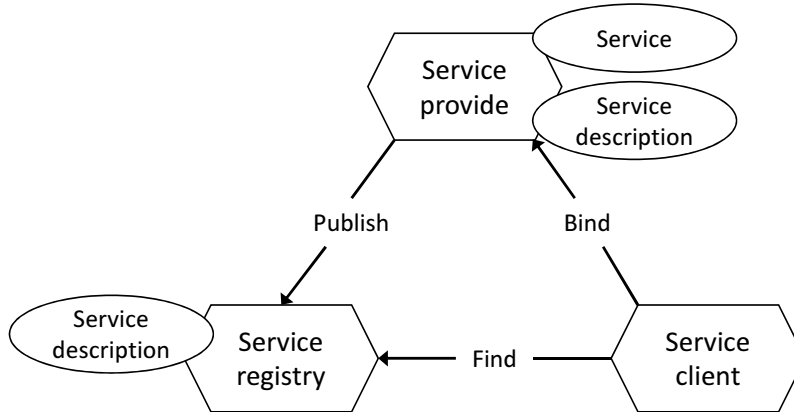 Service
Service
provide
Service
description
Publish
Bind
Service
description
Service
registry
Find
Service
client